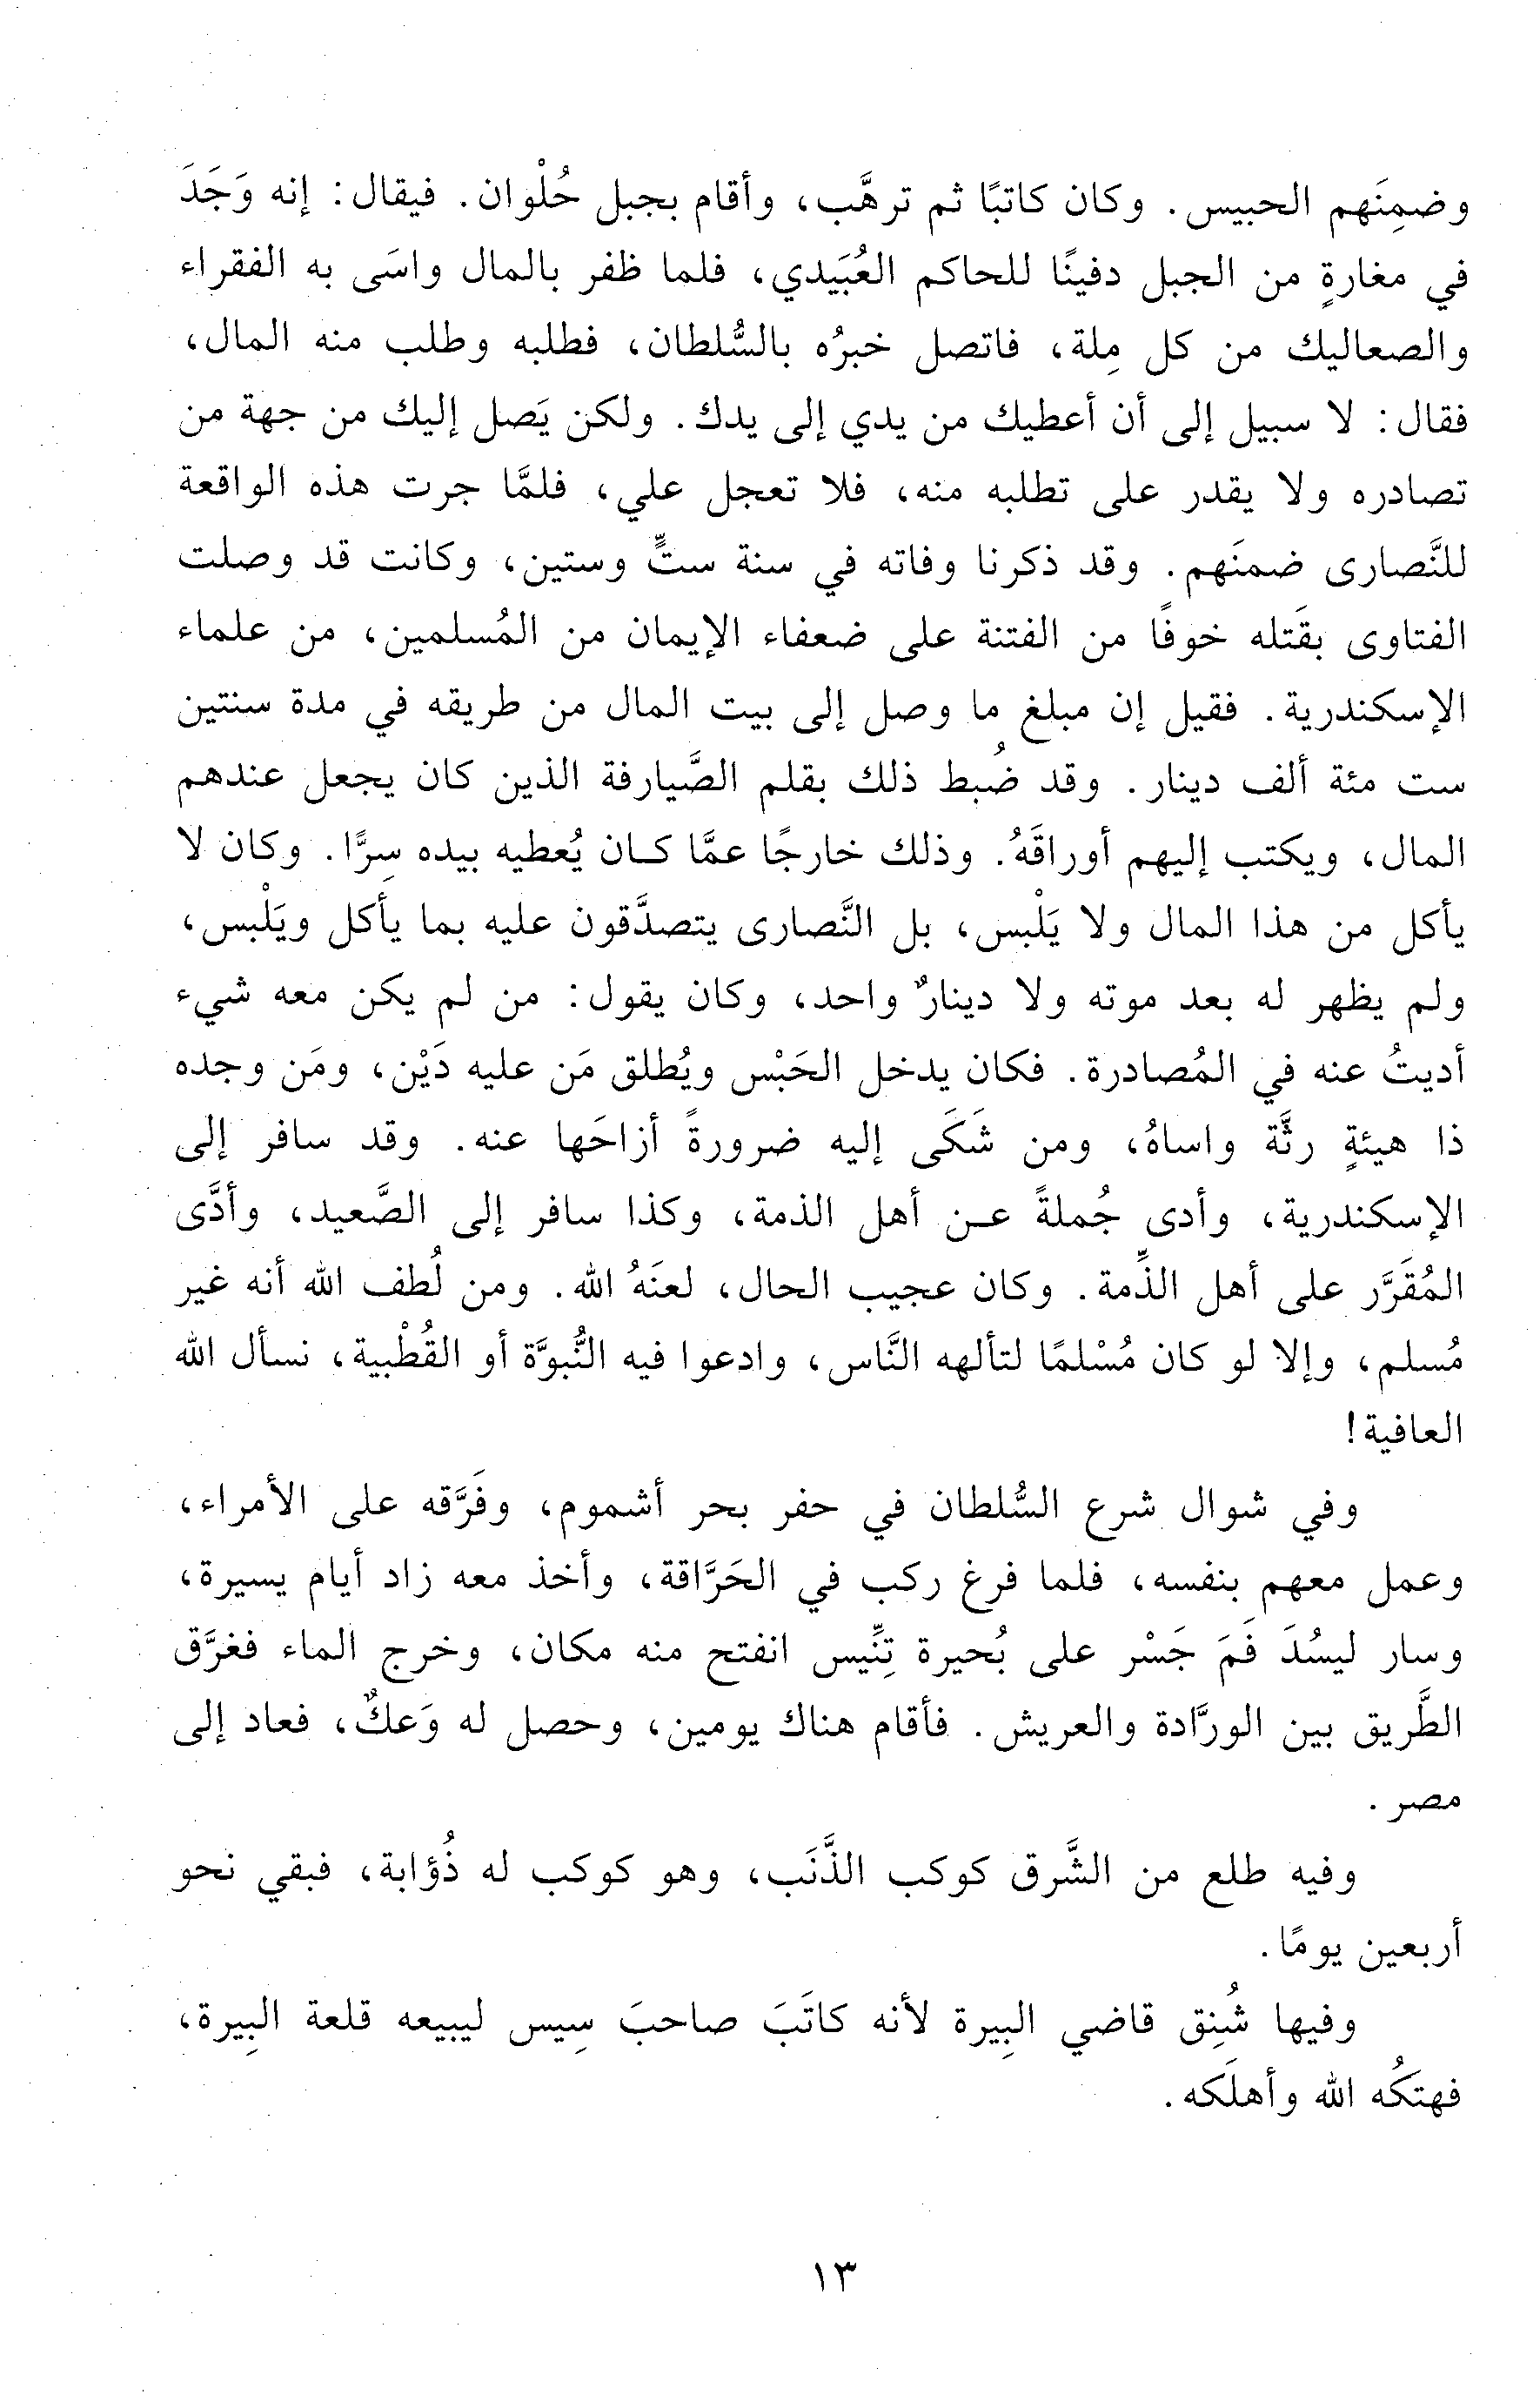 وضمِنَهم الحبيس. وكان كاتبًا ثم ترهَّب، وأقام بجبل حُلْوان. فيقال: إنه وَجَدَ
في مغارةٍ من الجبل دفينًا للحاكم العُبَيدي، فلما ظفر بالمال واسَى به الفقراء
والصعاليك من كل مِلة، فاتصل خبرُه بالسُّلطان، فطلبه وطلب منه المال،
فقال: لا سبيل إلى أن أعطيك من يدي إلى يدك. ولكن يَصل إليك من جهة من
تصادره ولا يقدر على تطلبه منه، فلا تعجل علي، فلمَّا جرت هذه الواقعة
للنَّصارى ضمنَهم. وقد ذكرنا وفاته في سنة ستٍّ وستين، وكانت قد وصلت
الفتاوى بقَتله خوفًا من الفتنة على ضعفاء الإيمان من المُسلمين، من علماء
الإسكندرية. فقيل إن مبلغ ما وصل إلى بيت المال من طريقه في مدة سنتين
ست مئة ألف دينار. وقد ضُبط ذلك بقلم الصَّيارفة الذين كان يجعل عندهم
المال، ويكتب إليهم أوراقَهُ. وذلك خارجًا عمَّا كان يُعطيه بيده سِرًّا. وكان لا
يأكل من هذا المال ولا يَلْبس، بل النَّصارى يتصدَّقون عليه بما يأكل ويَلْبس،
ولم يظهر له بعد موته ولا دينارٌ واحد، وكان يقول: من لم يكن معه شيء
أديتُ عنه في المُصادرة. فكان يدخل الحَبْس ويُطلق مَن عليه دَيْن، ومَن وجده
ذا هيئةٍ رثَّة واساهُ، ومن شَكَى إليه ضرورةً أزاحَها عنه. وقد سافر إلى
الإسكندرية، وأدى جُملةً عن أهل الذمة، وكذا سافر إلى الصَّعيد، وأدَّى
المُقَرَّر على أهل الذِّمة. وكان عجيب الحال، لعنَهُ الله. ومن لُطف الله أنه غير
مُسلم، وإلا لو كان مُسْلمًا لتألهه النَّاس، وادعوا فيه النُّبوَّة أو القُطْبية، نسأل الله
العافية!
وفي شوال شرع السُّلطان في حفر بحر أشموم، وفَرَّقه على الأمراء،
وعمل معهم بنفسه، فلما فرغ ركب في الحَرَّاقة، وأخذ معه زاد أيام يسيرة،
وسار ليسُدَ فَمَ جَسْر على بُحيرة تِنِّيس انفتح منه مكان، وخرج الماء فغرَّق
الطَّريق بين الورَّادة والعريش. فأقام هناك يومين، وحصل له وَعكٌ، فعاد إلى
مصر.
وفيه طلع من الشَّرق كوكب الذَّنَب، وهو كوكب له ذُؤابة، فبقي نحو
أربعين يومًا.
وفيها شُنِق قاضي البِيرة لأنه كاتَبَ صاحبَ سِيس ليبيعه قلعة البِيرة،
فهتكُه الله وأهلَكه.
١٣